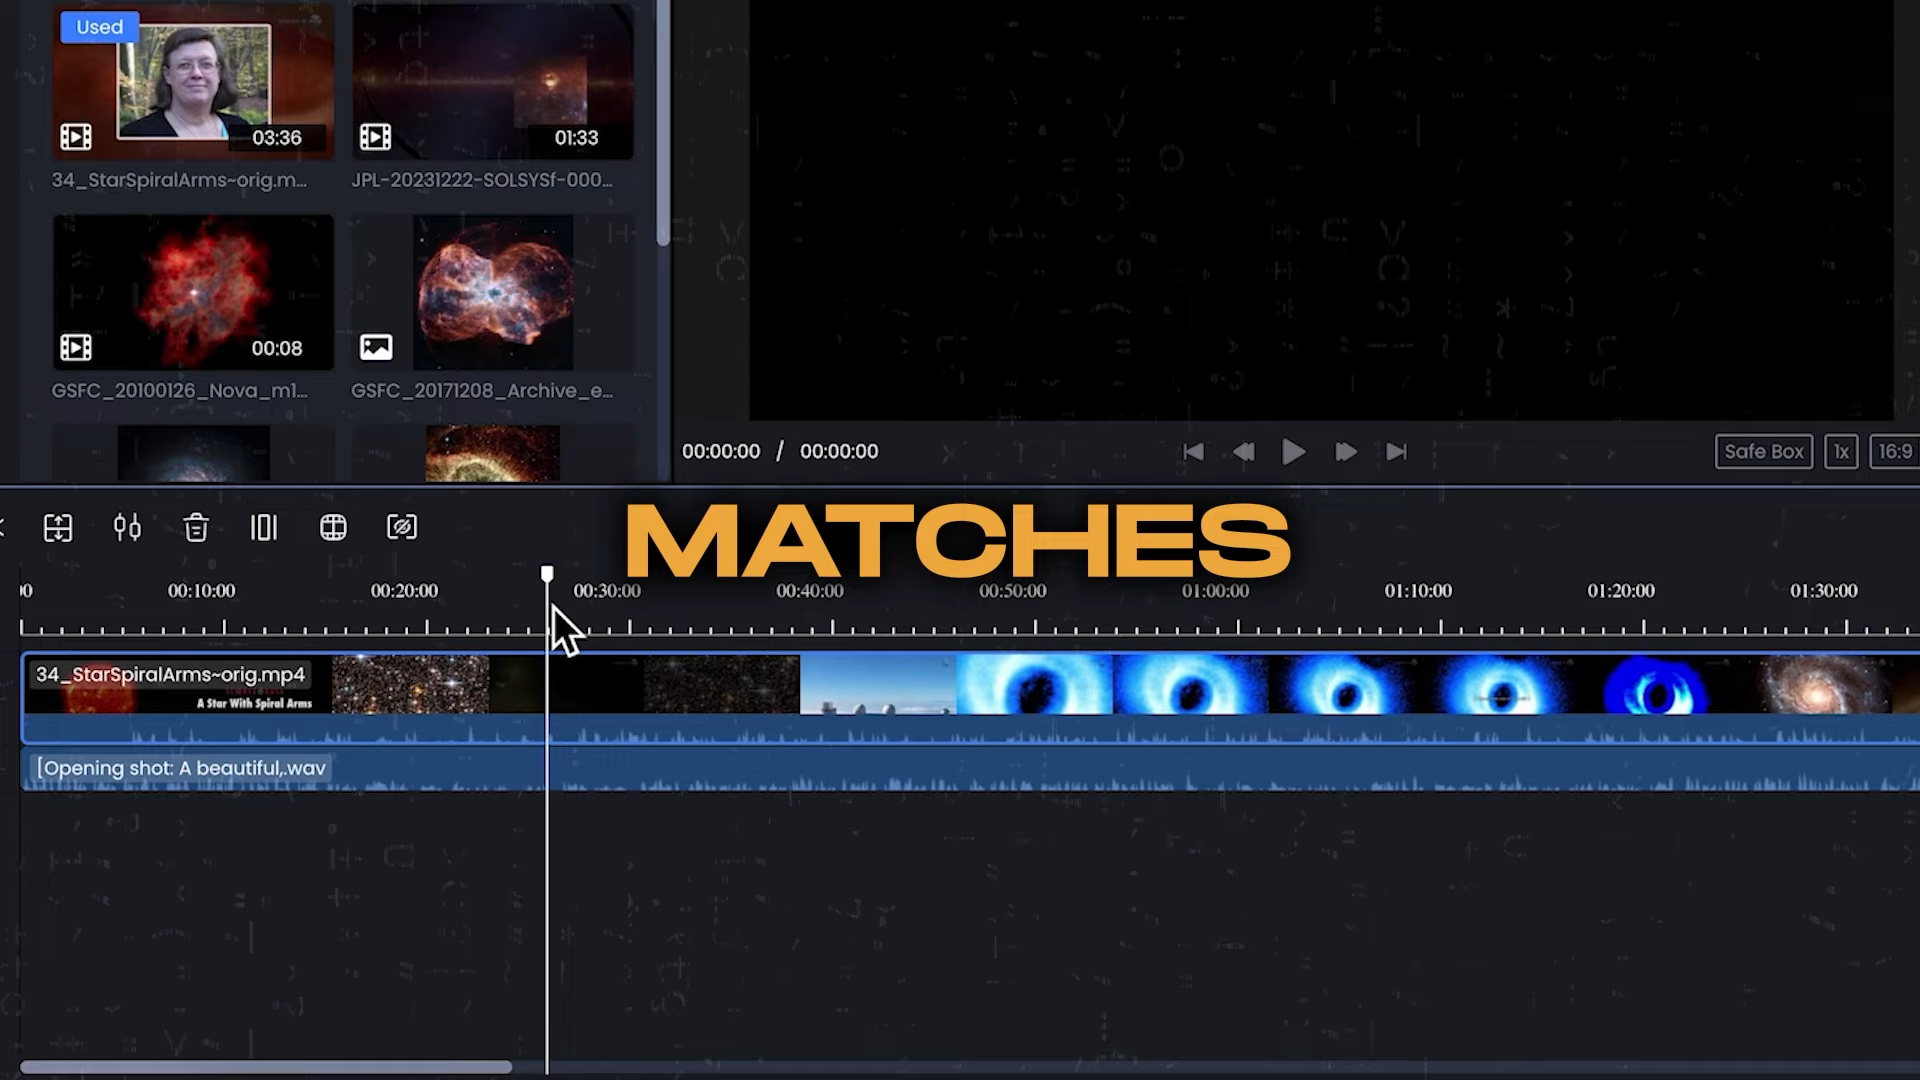 Used
03:36
01:33
34_StarSpiralArms~orig.m...
JPL-20231222-SOLSYSf-000...
00:08
GSFC_20100126_Nova_m1...
GSFC_20171208_Archive_e...
00:00:00 / 00:00:00
Safe Box
1x
16:9
MATCHES
00:10:00
00:20:00
00:30:00
00:40:00
00:50:00
01:00:00
01:10:00
01:20:00
01:30:00
34_StarSpiralArms~orig.mp4
A Star With Spiral Arms
[Opening shot: A beautiful,.wav